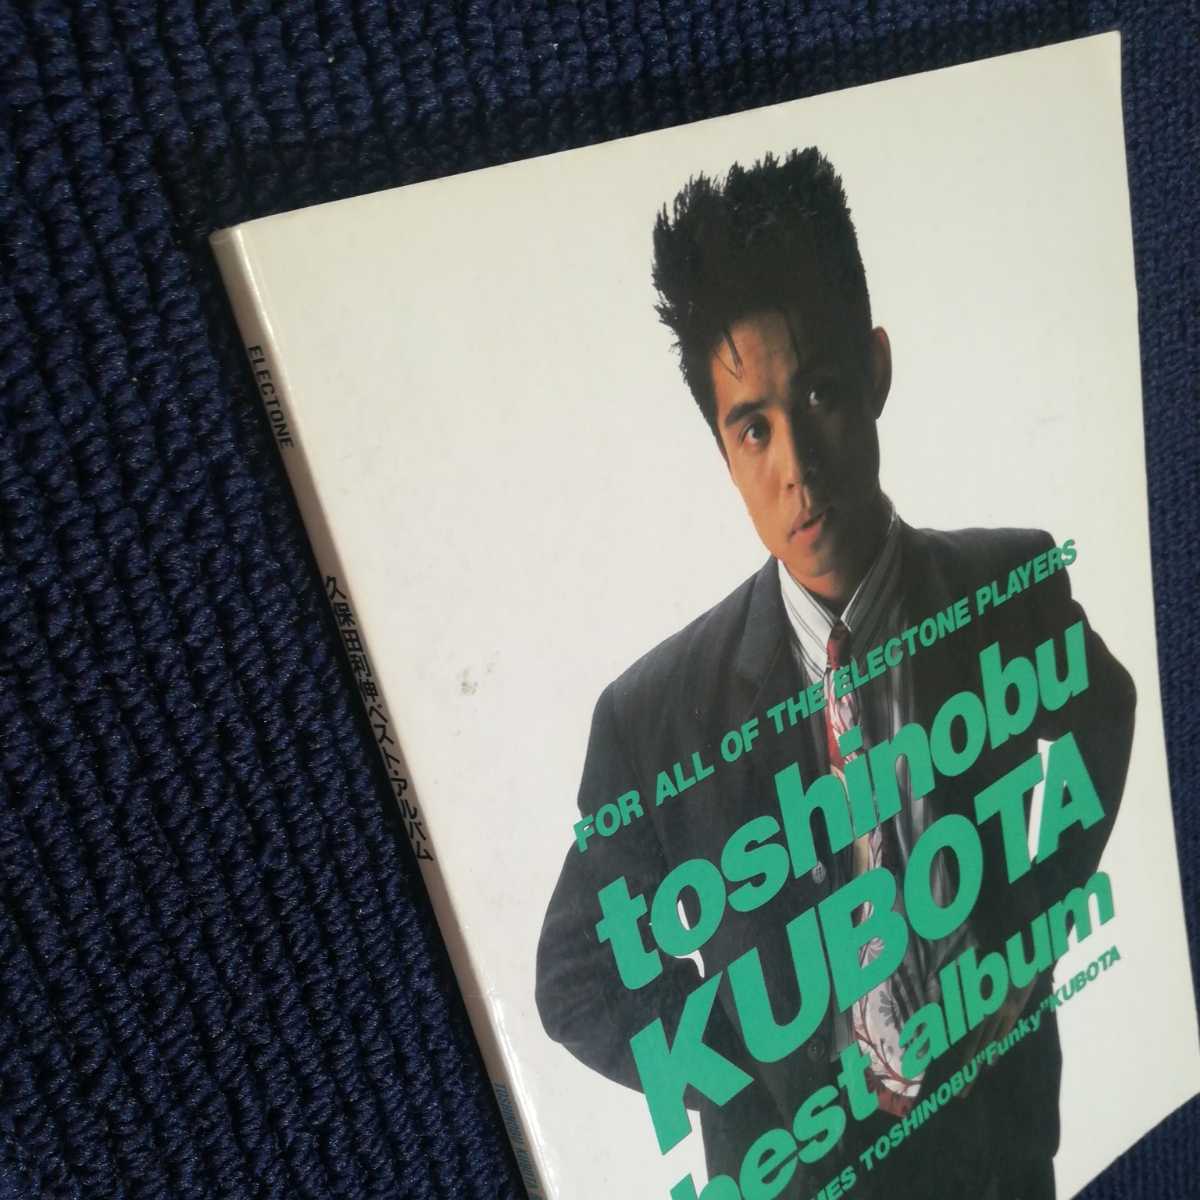 FOR ALL OF THE ELECTONE PLAYERS
toshinobu
KUBOTA
best album
TOSHINOBU"Funky"KUBOTA
ELECTONE
久保田利伸・ベスト・アルバム